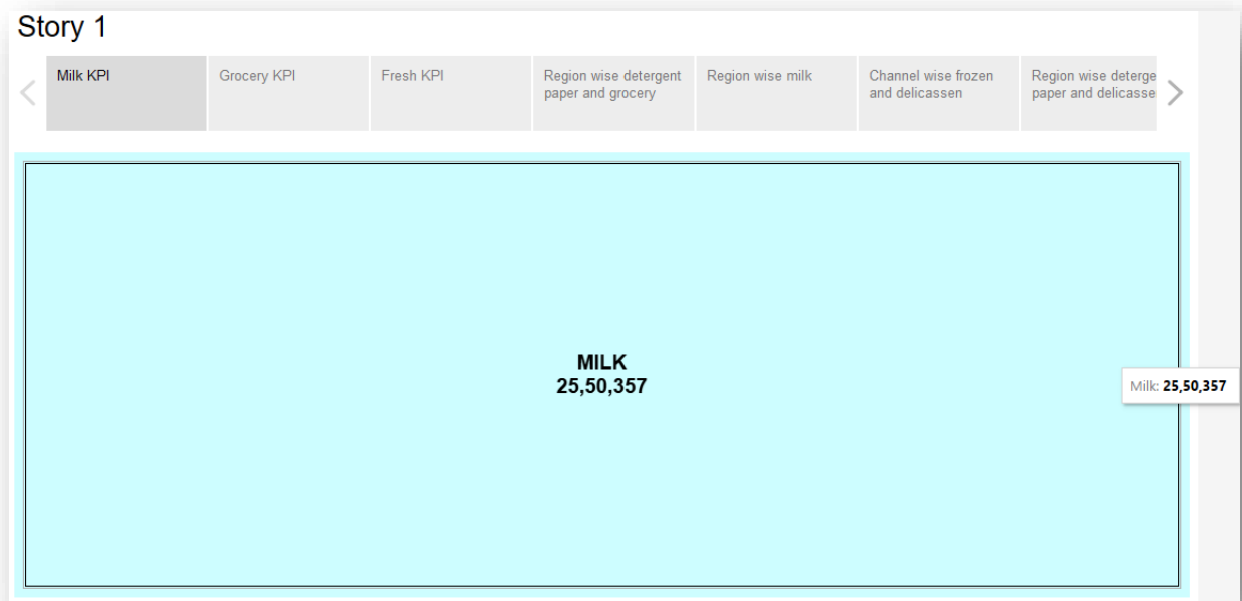 Story 1
Milk KPI
Grocery KPI
Fresh KPI
Region wise detergent
paper and grocery
Region wise milk
Channel wise frozen
and delicassen
Region wise deterge
paper and delicasse
MILK
25,50,357
Milk: 25,50,357